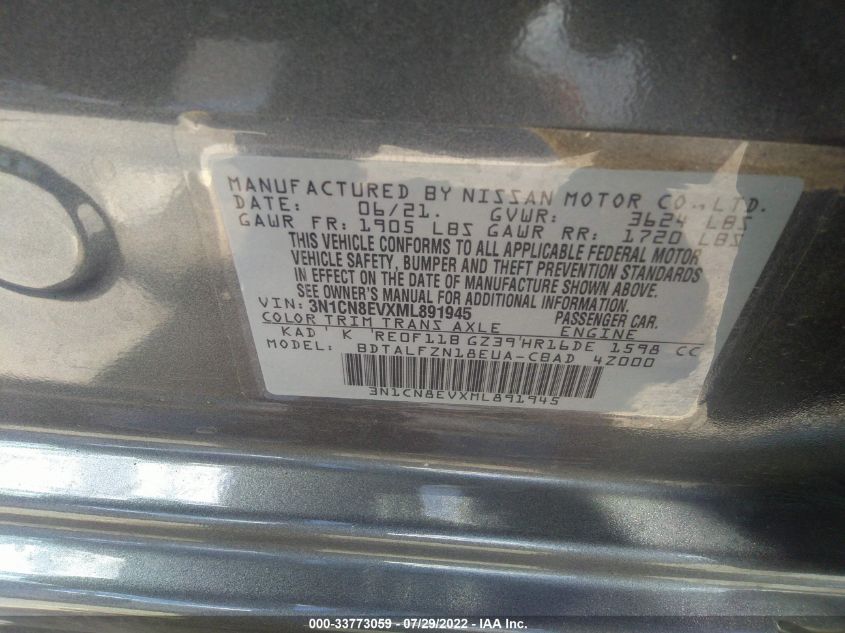 MANUFACTURED BY NISSAN MOTOR CO., LTD.
DATE: 06/21. GVWR: 3624 LBS
GAWR FR: 1905 LBS GAWR RR: 1720 LBS
THIS VEHICLE CONFORMS TO ALL APPLICABLE FEDERAL MOTOR
VEHICLE SAFETY, BUMPER AND THEFT PREVENTION STANDARDS
IN EFFECT ON THE DATE OF MANUFACTURE SHOWN ABOVE.
SEE OWNER'S MANUAL FOR ADDITIONAL INFORMATION.
VIN: 3N1CN8EVXML891945 PASSENGER CAR.
COLOR TRIM TRANS AXLE ENGINE
KAD ' K RE0F11B GZ39'HR16DE 1598 CC
MODEL: BDTALFZN18EUA-CBAD 4Z000
3N1CN8EVXML891945
000-33773059 - 07/29/2022 - IAA Inc.